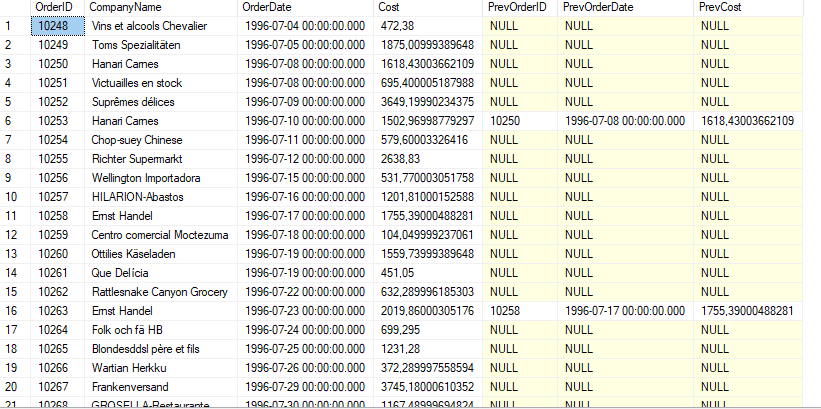 OrderID CompanyName OrderDate Cost PrevOrderID PrevOrderDate PrevCost
1 10248 Vins et alcools Chevalier 1996-07-04 00:00:00.000 472,38 NULL NULL NULL
2 10249 Toms Spezialitäten 1996-07-05 00:00:00.000 1875,00999389648 NULL NULL NULL
3 10250 Hanari Carnes 1996-07-08 00:00:00.000 1618,43003662109 NULL NULL NULL
4 10251 Victuailles en stock 1996-07-08 00:00:00.000 695,400005187988 NULL NULL NULL
5 10252 Suprêmes délices 1996-07-09 00:00:00.000 3649,19990234375 NULL NULL NULL
6 10253 Hanari Carnes 1996-07-10 00:00:00.000 1502,96998779297 10250 1996-07-08 00:00:00.000 1618,43003662109
7 10254 Chop-suey Chinese 1996-07-11 00:00:00.000 579,60003326416 NULL NULL NULL
8 10255 Richter Supermarkt 1996-07-12 00:00:00.000 2638,83 NULL NULL NULL
9 10256 Wellington Importadora 1996-07-15 00:00:00.000 531,770003051758 NULL NULL NULL
10 10257 HILARION-Abastos 1996-07-16 00:00:00.000 1201,81000152588 NULL NULL NULL
11 10258 Ernst Handel 1996-07-17 00:00:00.000 1755,39000488281 NULL NULL NULL
12 10259 Centro comercial Moctezuma 1996-07-18 00:00:00.000 104,049999237061 NULL NULL NULL
13 10260 Ottilies Käseladen 1996-07-19 00:00:00.000 1559,73999389648 NULL NULL NULL
14 10261 Que Delícia 1996-07-19 00:00:00.000 451,05 NULL NULL NULL
15 10262 Rattlesnake Canyon Grocery 1996-07-22 00:00:00.000 632,289996185303 NULL NULL NULL
16 10263 Ernst Handel 1996-07-23 00:00:00.000 2019,86000305176 10258 1996-07-17 00:00:00.000 1755,39000488281
17 10264 Folk och fä HB 1996-07-24 00:00:00.000 699,295 NULL NULL NULL
18 10265 Blondesddsl père et fils 1996-07-25 00:00:00.000 1231,28 NULL NULL NULL
19 10266 Wartian Herkku 1996-07-26 00:00:00.000 372,289997558594 NULL NULL NULL
20 10267 Frankenversand 1996-07-29 00:00:00.000 3745,18000610352 NULL NULL NULL
21 10268 GROSELLA-Restaurante 1996-07-30 00:00:00.000 1167,48999694824 NULL NULL NULL